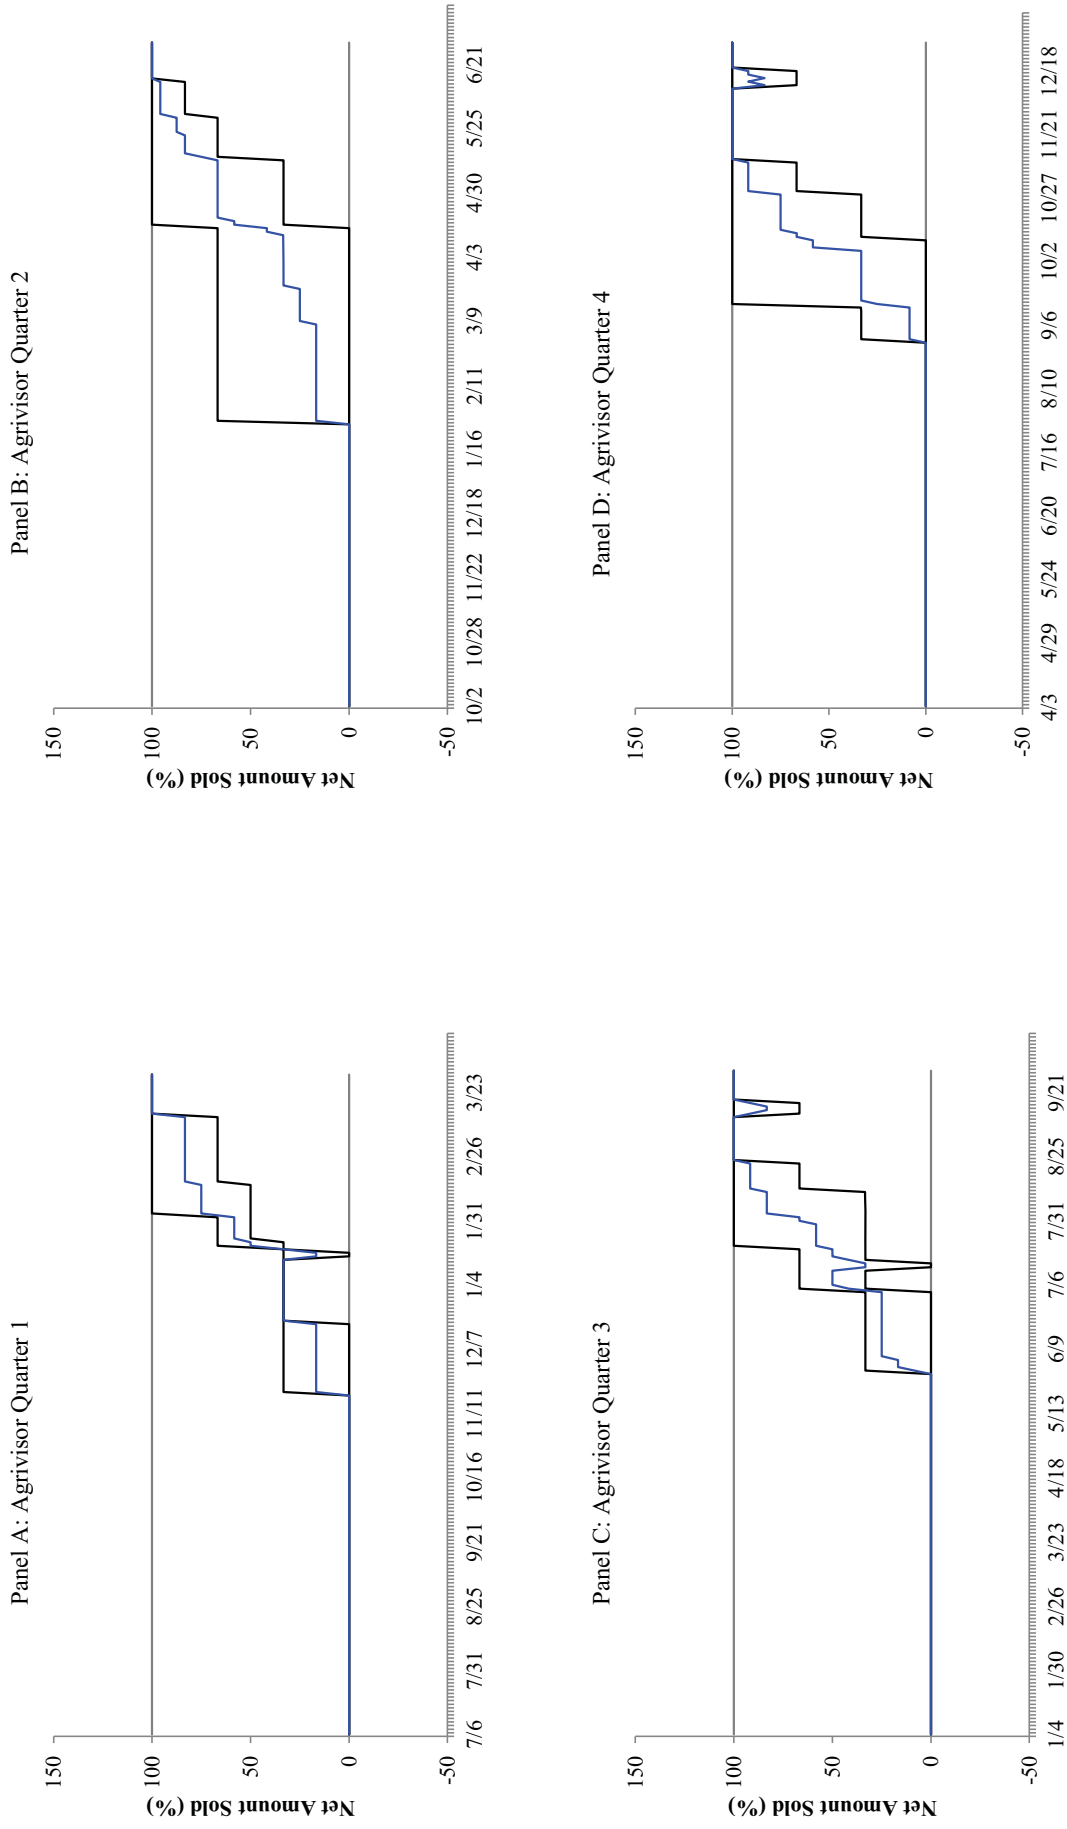 Panel A: Agrivisor Quarter 1
Net Amount Sold (%)
150
100
50
0
-50
7/6 7/31 8/25 9/21 10/16 11/11 12/7 1/4 1/31 2/26 3/23
Panel B: Agrivisor Quarter 2
Net Amount Sold (%)
150
100
50
0
-50
10/2 10/28 11/22 12/18 1/16 2/11 3/9 4/3 4/30 5/25 6/21
Panel C: Agrivisor Quarter 3
Net Amount Sold (%)
150
100
50
0
-50
1/4 1/30 2/26 3/23 4/18 5/13 6/9 7/6 7/31 8/25 9/21
Panel D: Agrivisor Quarter 4
Net Amount Sold (%)
150
100
50
0
-50
4/3 4/29 5/24 6/20 7/16 8/10 9/6 10/2 10/27 11/21 12/18